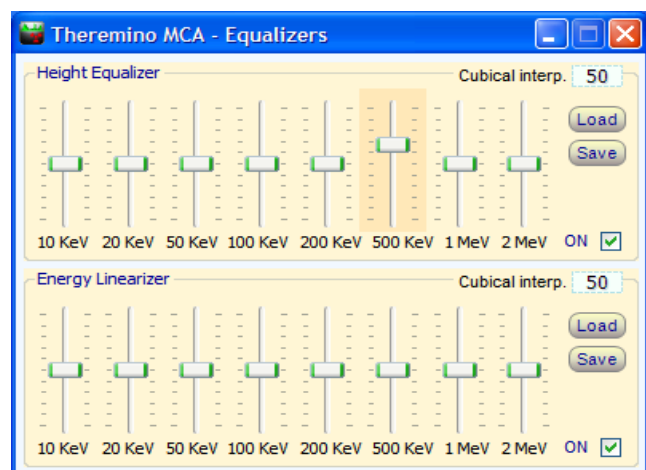 Theremino MCA - Equalizers
Height Equalizer Cubical interp. 50
Load
Save
10 KeV 20 KeV 50 KeV 100 KeV 200 KeV 500 KeV 1 MeV 2 MeV ON
Energy Linearizer Cubical interp. 50
Load
Save
10 KeV 20 KeV 50 KeV 100 KeV 200 KeV 500 KeV 1 MeV 2 MeV ON